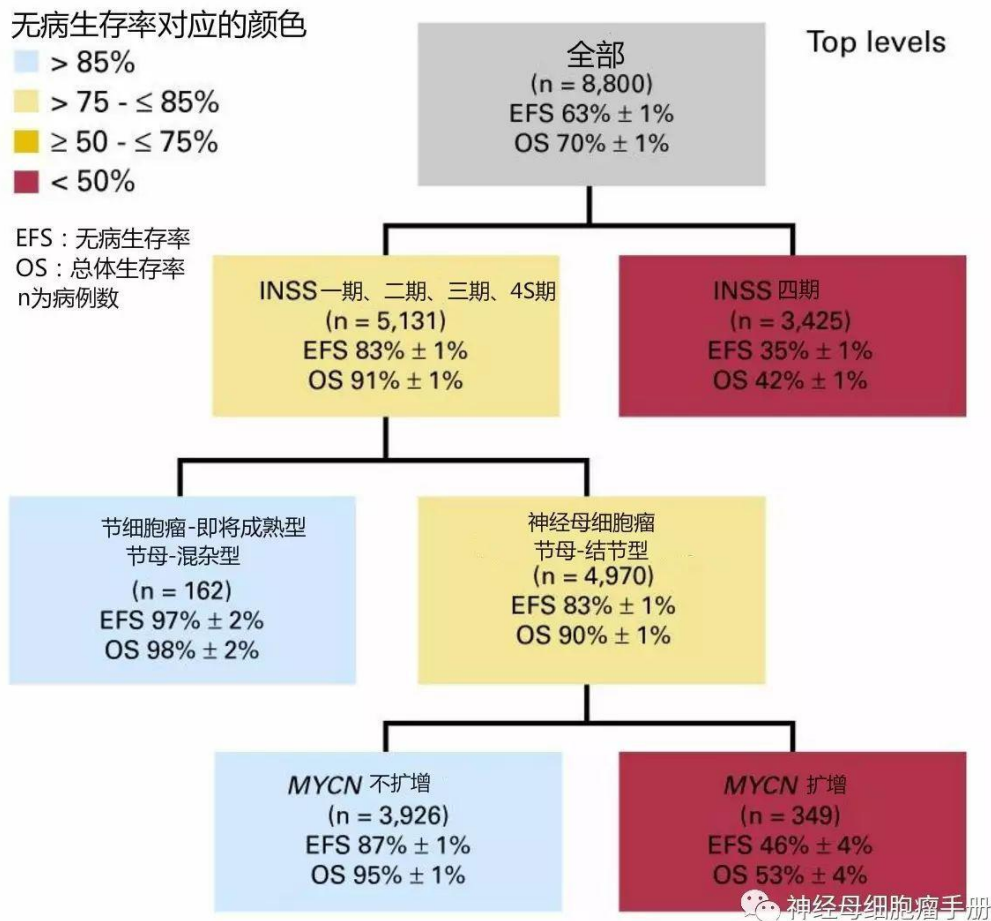 无病生存率对应的颜色
> 85%
> 75 - ≤ 85%
≥ 50 - ≤ 75%
< 50%
EFS：无病生存率
OS：总体生存率
n为病例数
Top levels
全部
(n = 8,800)
EFS 63% ± 1%
OS 70% ± 1%
INSS 一期、二期、三期、4S期
(n = 5,131)
EFS 83% ± 1%
OS 91% ± 1%
INSS 四期
(n = 3,425)
EFS 35% ± 1%
OS 42% ± 1%
节细胞瘤-即将成熟型
节母-混杂型
(n = 162)
EFS 97% ± 2%
OS 98% ± 2%
神经母细胞瘤
节母-结节型
(n = 4,970)
EFS 83% ± 1%
OS 90% ± 1%
MYCN 不扩增
(n = 3,926)
EFS 87% ± 1%
OS 95% ± 1%
MYCN 扩增
(n = 349)
EFS 46% ± 4%
OS 53% ± 4%
神经母细胞瘤手册